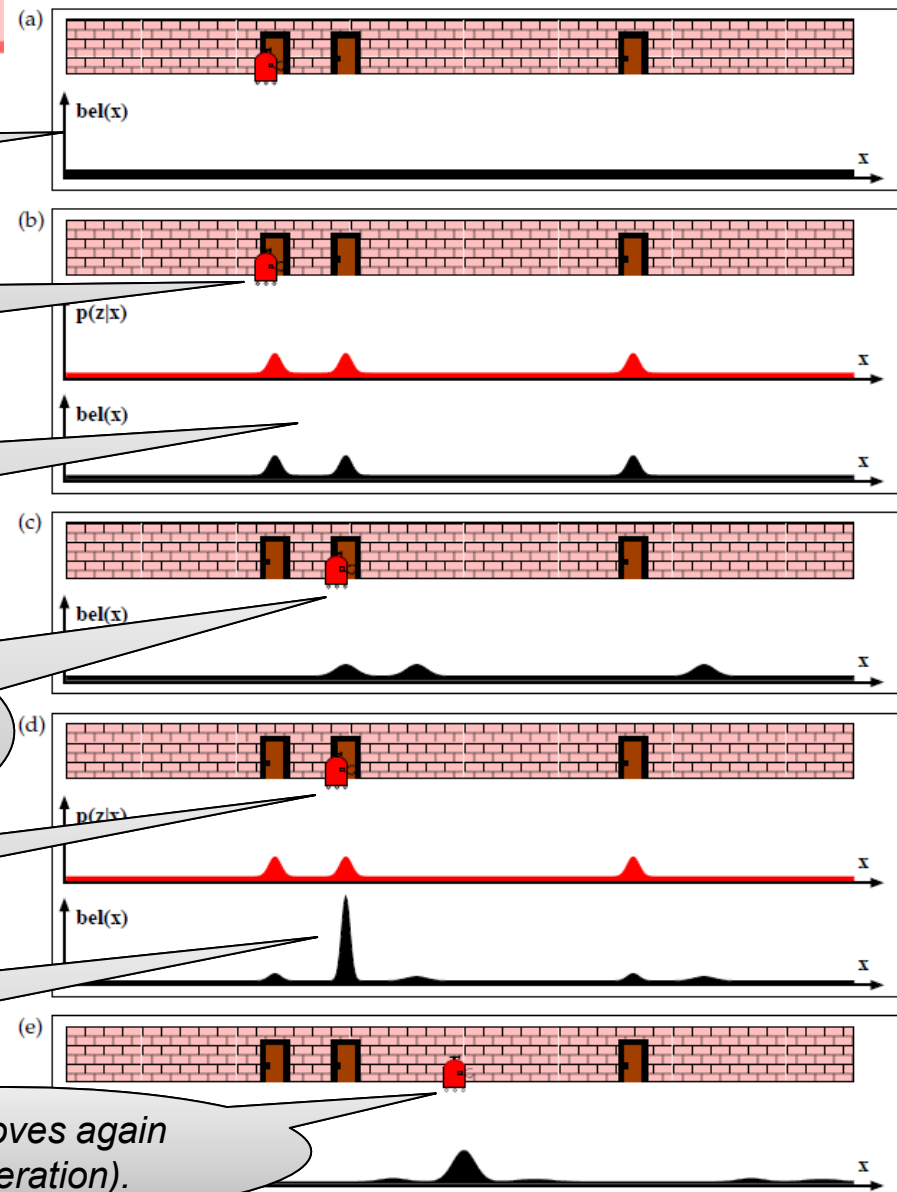 (a)
bel(x)
x
(b)
p(z|x)
x
bel(x)
x
(c)
bel(x)
x
(d)
p(z|x)
x
bel(x)
x
(e)
x
oves again
eration).